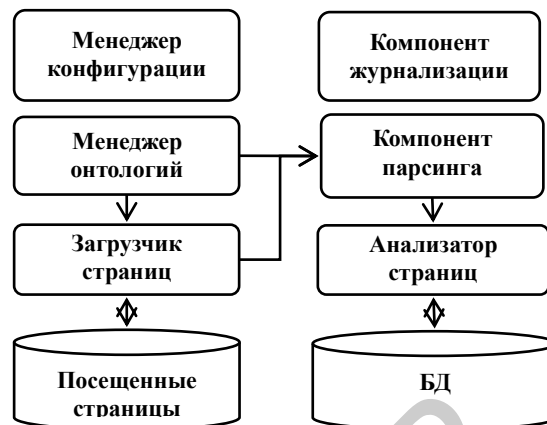 Менеджер
конфигурации
Компонент
журнализации
Менеджер
онтологий
Компонент
парсинга
Загрузчик
страниц
Анализатор
страниц
Посещенные
страницы
БД